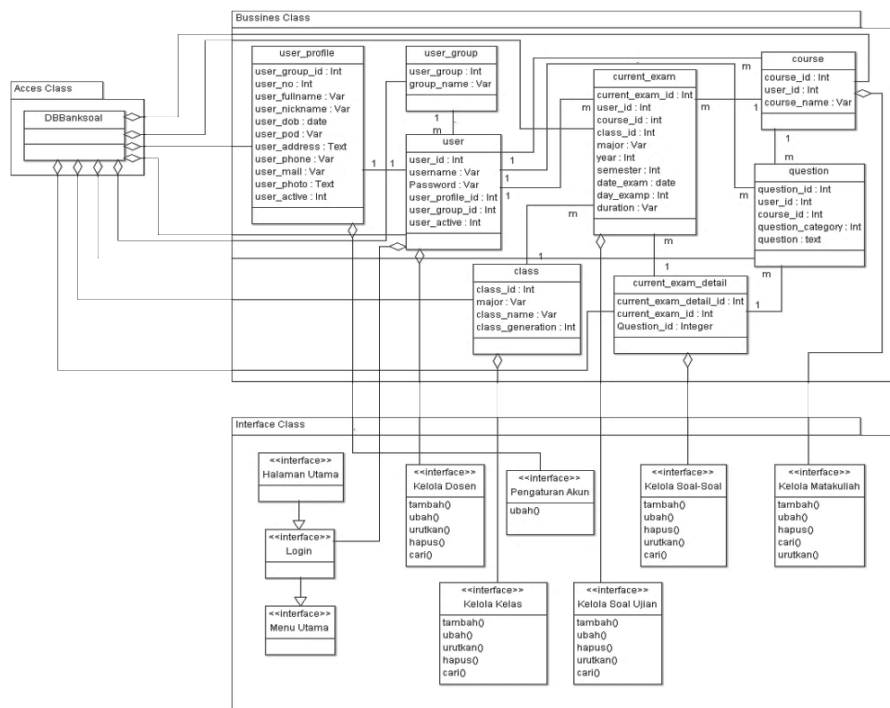 Bussines Class
user_profile
user_group_id : Int
user_no : Int
user_fullname : Var
user_nickname : Var
user_dob : date
user_pod : Var
user_address : Text
user_phone : Var
user_mail : Var
user_photo : Text
user_active : Int
user_group
user_group : Int
group_name : Var
current_exam
current_exam_id : Int
user_id : Int
course_id : int
class_id : Int
major : Var
year : Int
semester : Int
date_exam : date
day_examp : Int
duration : Var
course
course_id : Int
user_id : Int
course_name : Var
Acces Class
DBBanksoal
user
user_id : Int
username : Var
Password : Var
user_profile_id : Int
user_group_id : Int
user_active : Int
question
question_id : Int
user_id : Int
course_id : Int
question_category : Int
question : text
class
class_id : Int
major : Var
class_name : Var
class_generation : Int
current_exam_detail
current_exam_detail_id : Int
current_exam_id : Int
Question_id : Integer
1
m
1
1
1
1
1
m
m
m
m
1
1
m
m
m
1
m
1
Interface Class
<<interface>>
Halaman Utama
<<interface>>
Login
<<interface>>
Menu Utama
<<interface>>
Kelola Dosen
tambah()
ubah()
urutkan()
hapus()
cari()
<<interface>>
Pengaturan Akun
ubah()
<<interface>>
Kelola Soal-Soal
tambah()
ubah()
hapus()
urutkan()
cari()
<<interface>>
Kelola Matakuliah
tambah()
ubah()
hapus()
cari()
urutkan()
<<interface>>
Kelola Kelas
tambah()
ubah()
urutkan()
hapus()
cari()
<<interface>>
Kelola Soal Ujian
tambah()
ubah()
hapus()
urutkan()
cari()